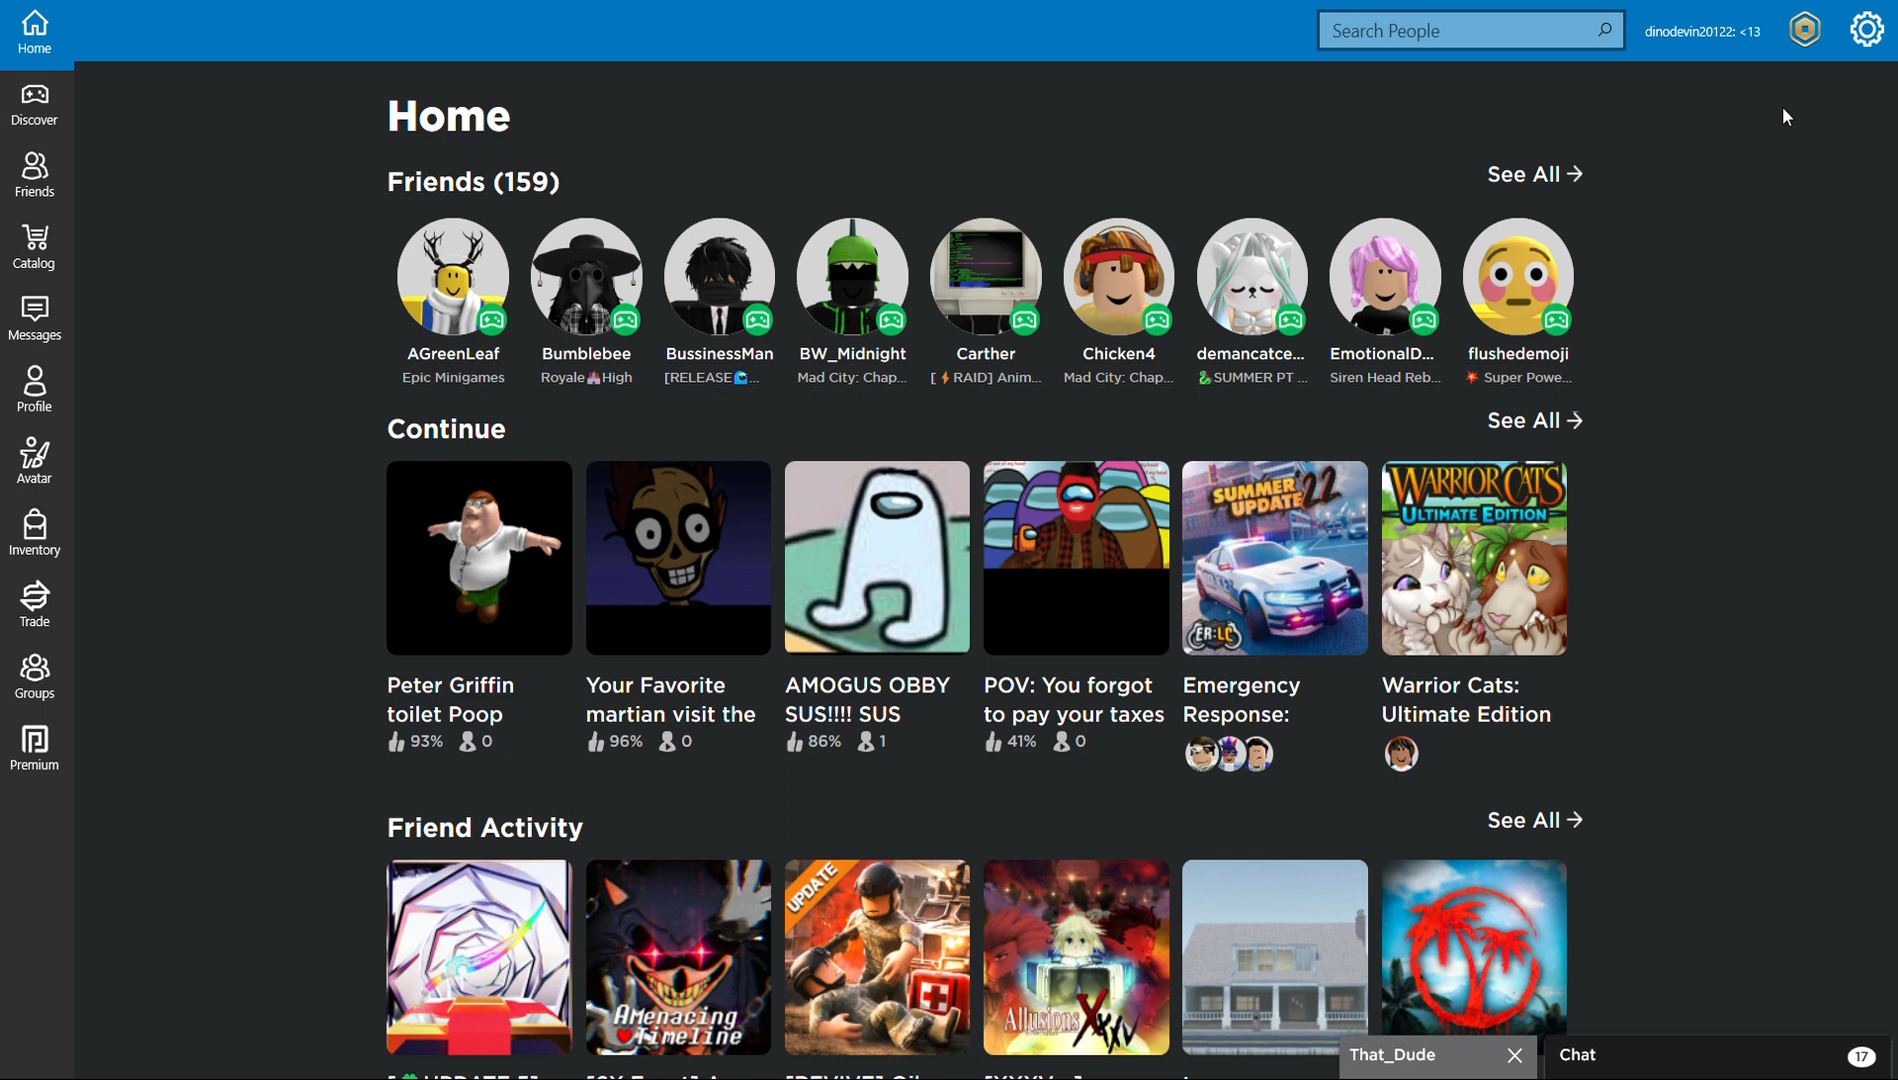 Home
Search People
dinodevin20122: <13
Discover
Friends
Catalog
Messages
Profile
Avatar
Inventory
Trade
Groups
Premium
Home
Friends (159)
See All →
AGreenLeaf
Epic Minigames
Bumblebee
Royale🏰High
BussinessMan
[RELEASE🌊...
BW_Midnight
Mad City: Chap...
Carther
[⚡RAID] Anim...
Chicken4
Mad City: Chap...
demancatce...
🐉SUMMER PT ...
EmotionalD...
Siren Head Reb...
flushedemoji
💥 Super Powe...
Continue
See All →
SUMMER
UPDATE 22
ER:LC
WARRIOR CATS
ULTIMATE EDITION
Peter Griffin
toilet Poop
93% 0
Your Favorite
martian visit the
96% 0
AMOGUS OBBY
SUS!!!! SUS
86% 1
POV: You forgot
to pay your taxes
41% 0
Emergency
Response:
Warrior Cats:
Ultimate Edition
Friend Activity
See All →
AMenacing
Timeline
UPDATE
Allusions
XXXV
That_Dude
Chat
17